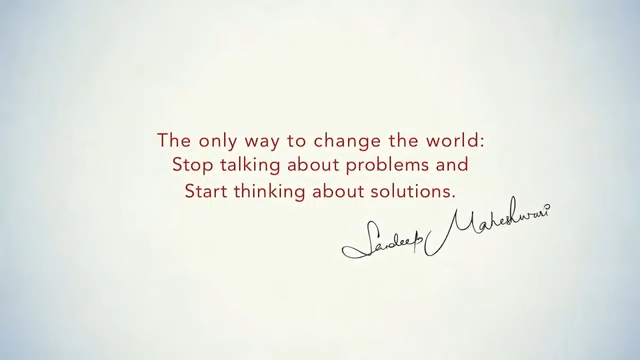 The only way to change the world:
Stop talking about problems and
Start thinking about solutions.
Sandeep Maheshwari